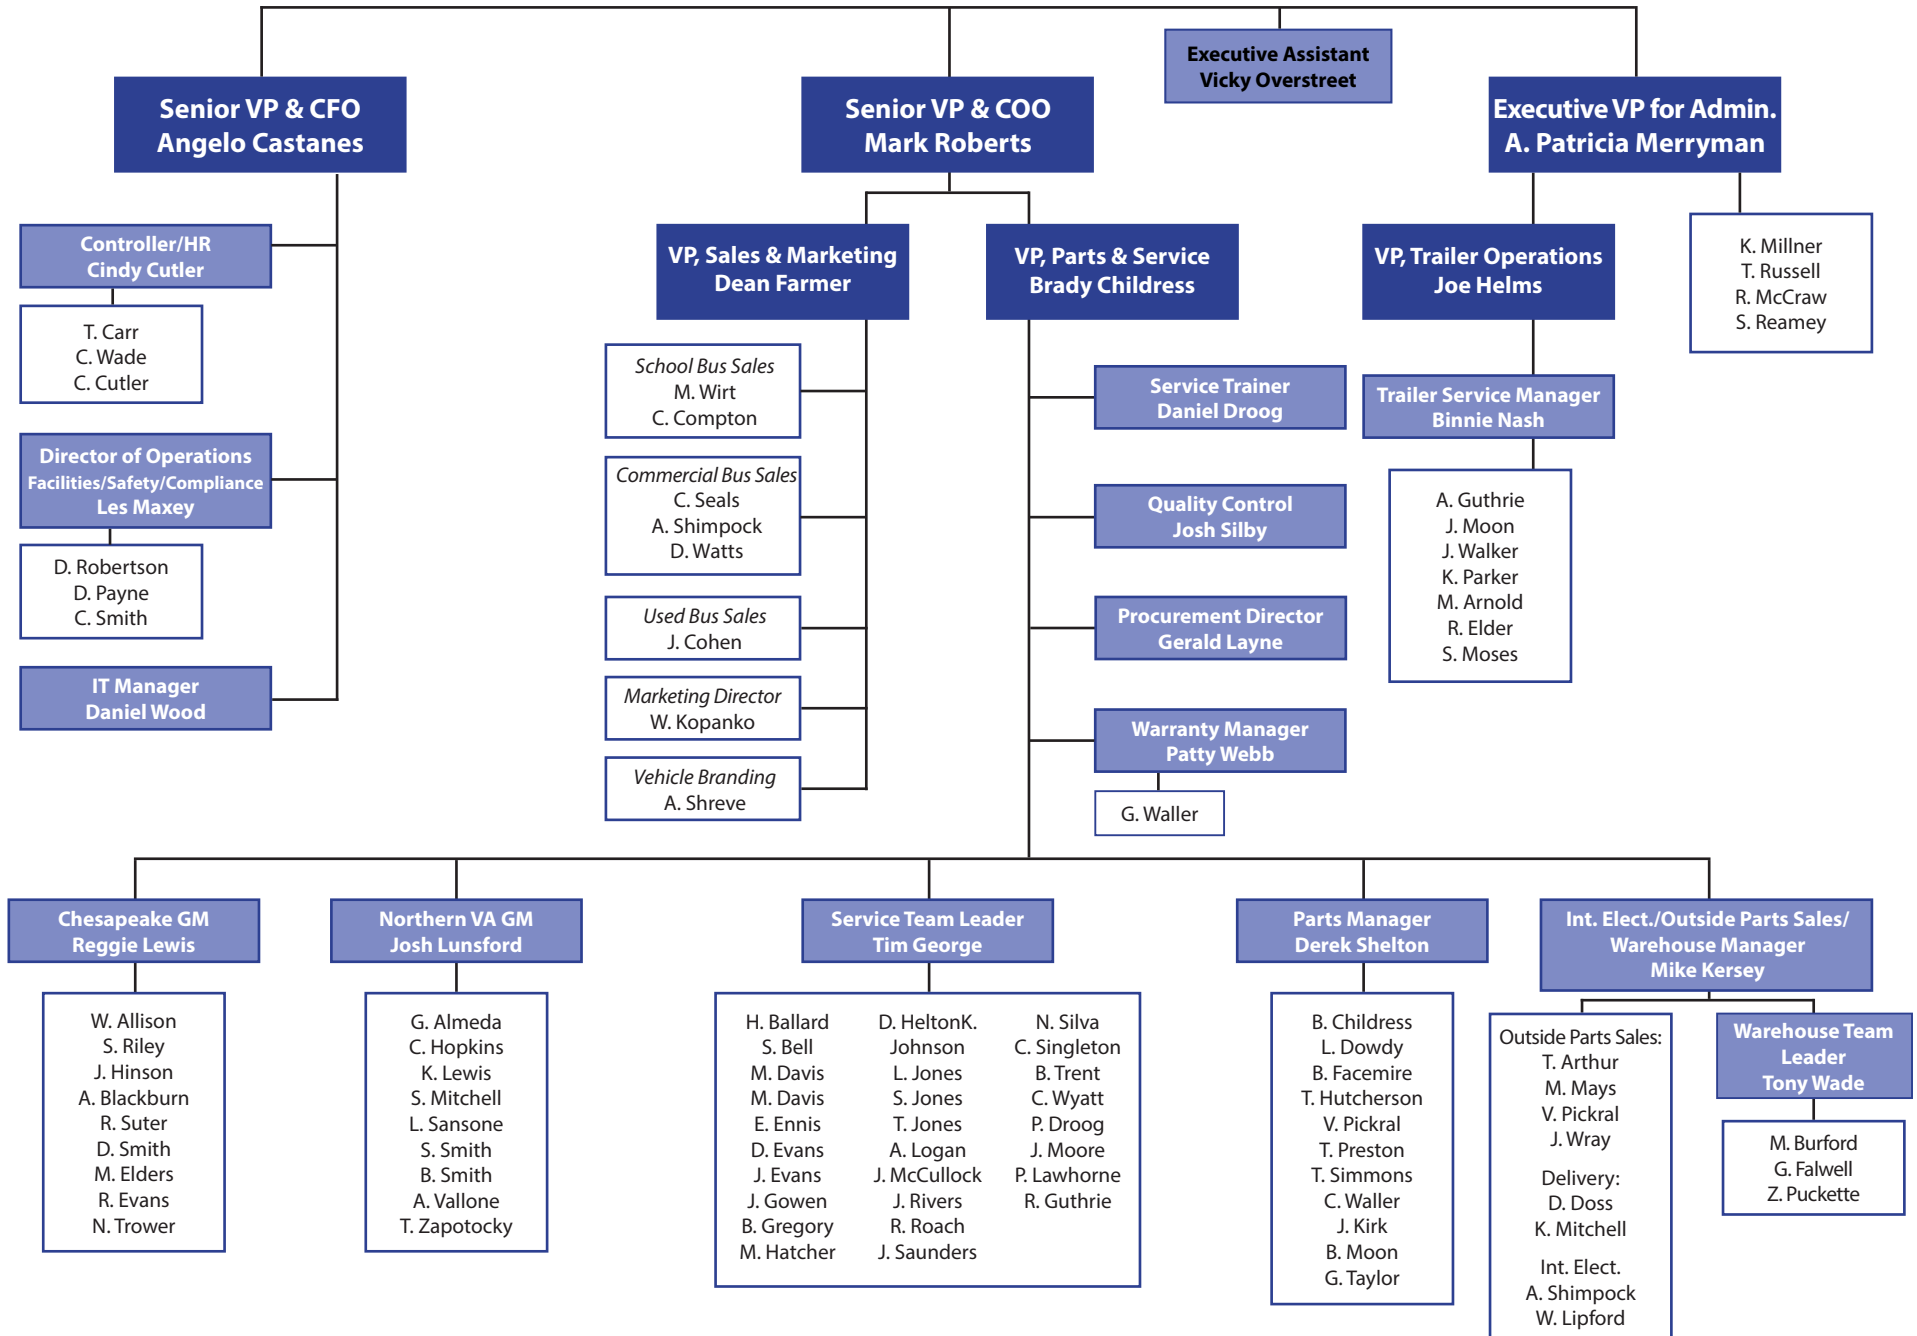 Executive Assistant
Vicky Overstreet
Senior VP & CFO
Angelo Castanes
Senior VP & COO
Mark Roberts
Executive VP for Admin.
A. Patricia Merryman
Controller/HR
Cindy Cutler
T. Carr
C. Wade
C. Cutler
Director of Operations
Facilities/Safety/Compliance
Les Maxey
D. Robertson
D. Payne
C. Smith
IT Manager
Daniel Wood
VP, Sales & Marketing
Dean Farmer
School Bus Sales
M. Wirt
C. Compton
Commercial Bus Sales
C. Seals
A. Shimpock
D. Watts
Used Bus Sales
J. Cohen
Marketing Director
W. Kopanko
Vehicle Branding
A. Shreve
VP, Parts & Service
Brady Childress
Service Trainer
Daniel Droog
Quality Control
Josh Silby
Procurement Director
Gerald Layne
Warranty Manager
Patty Webb
G. Waller
VP, Trailer Operations
Joe Helms
Trailer Service Manager
Binnie Nash
A. Guthrie
J. Moon
J. Walker
K. Parker
M. Arnold
R. Elder
S. Moses
K. Millner
T. Russell
R. McCraw
S. Reamey
Chesapeake GM
Reggie Lewis
W. Allison
S. Riley
J. Hinson
A. Blackburn
R. Suter
D. Smith
M. Elders
R. Evans
N. Trower
Northern VA GM
Josh Lunsford
G. Almeda
C. Hopkins
K. Lewis
S. Mitchell
L. Sansone
S. Smith
B. Smith
A. Vallone
T. Zapotocky
Service Team Leader
Tim George
H. Ballard
S. Bell
M. Davis
M. Davis
E. Ennis
D. Evans
J. Evans
J. Gowen
B. Gregory
M. Hatcher
D. HeltonK.
Johnson
L. Jones
S. Jones
T. Jones
A. Logan
J. McCullock
J. Rivers
R. Roach
J. Saunders
N. Silva
C. Singleton
B. Trent
C. Wyatt
P. Droog
J. Moore
P. Lawhorne
R. Guthrie
Parts Manager
Derek Shelton
B. Childress
L. Dowdy
B. Facemire
T. Hutcherson
V. Pickral
T. Preston
T. Simmons
C. Waller
J. Kirk
B. Moon
G. Taylor
Int. Elect./Outside Parts Sales/
Warehouse Manager
Mike Kersey
Outside Parts Sales:
T. Arthur
M. Mays
V. Pickral
J. Wray
Delivery:
D. Doss
K. Mitchell
Int. Elect.
A. Shimpock
W. Lipford
Warehouse Team
Leader
Tony Wade
M. Burford
G. Falwell
Z. Puckette